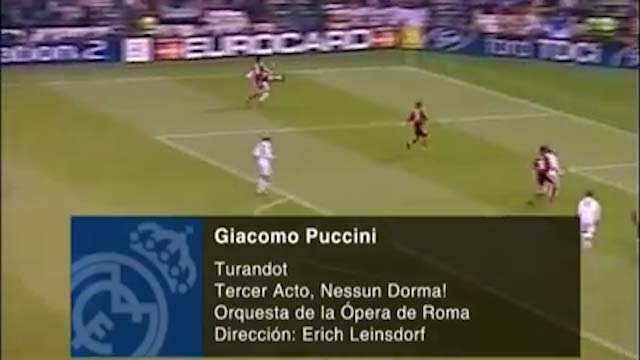 EUROCARD
Giacomo Puccini
Turandot
Tercer Acto, Nessun Dorma!
Orquesta de la Ópera de Roma
Dirección: Erich Leinsdorf